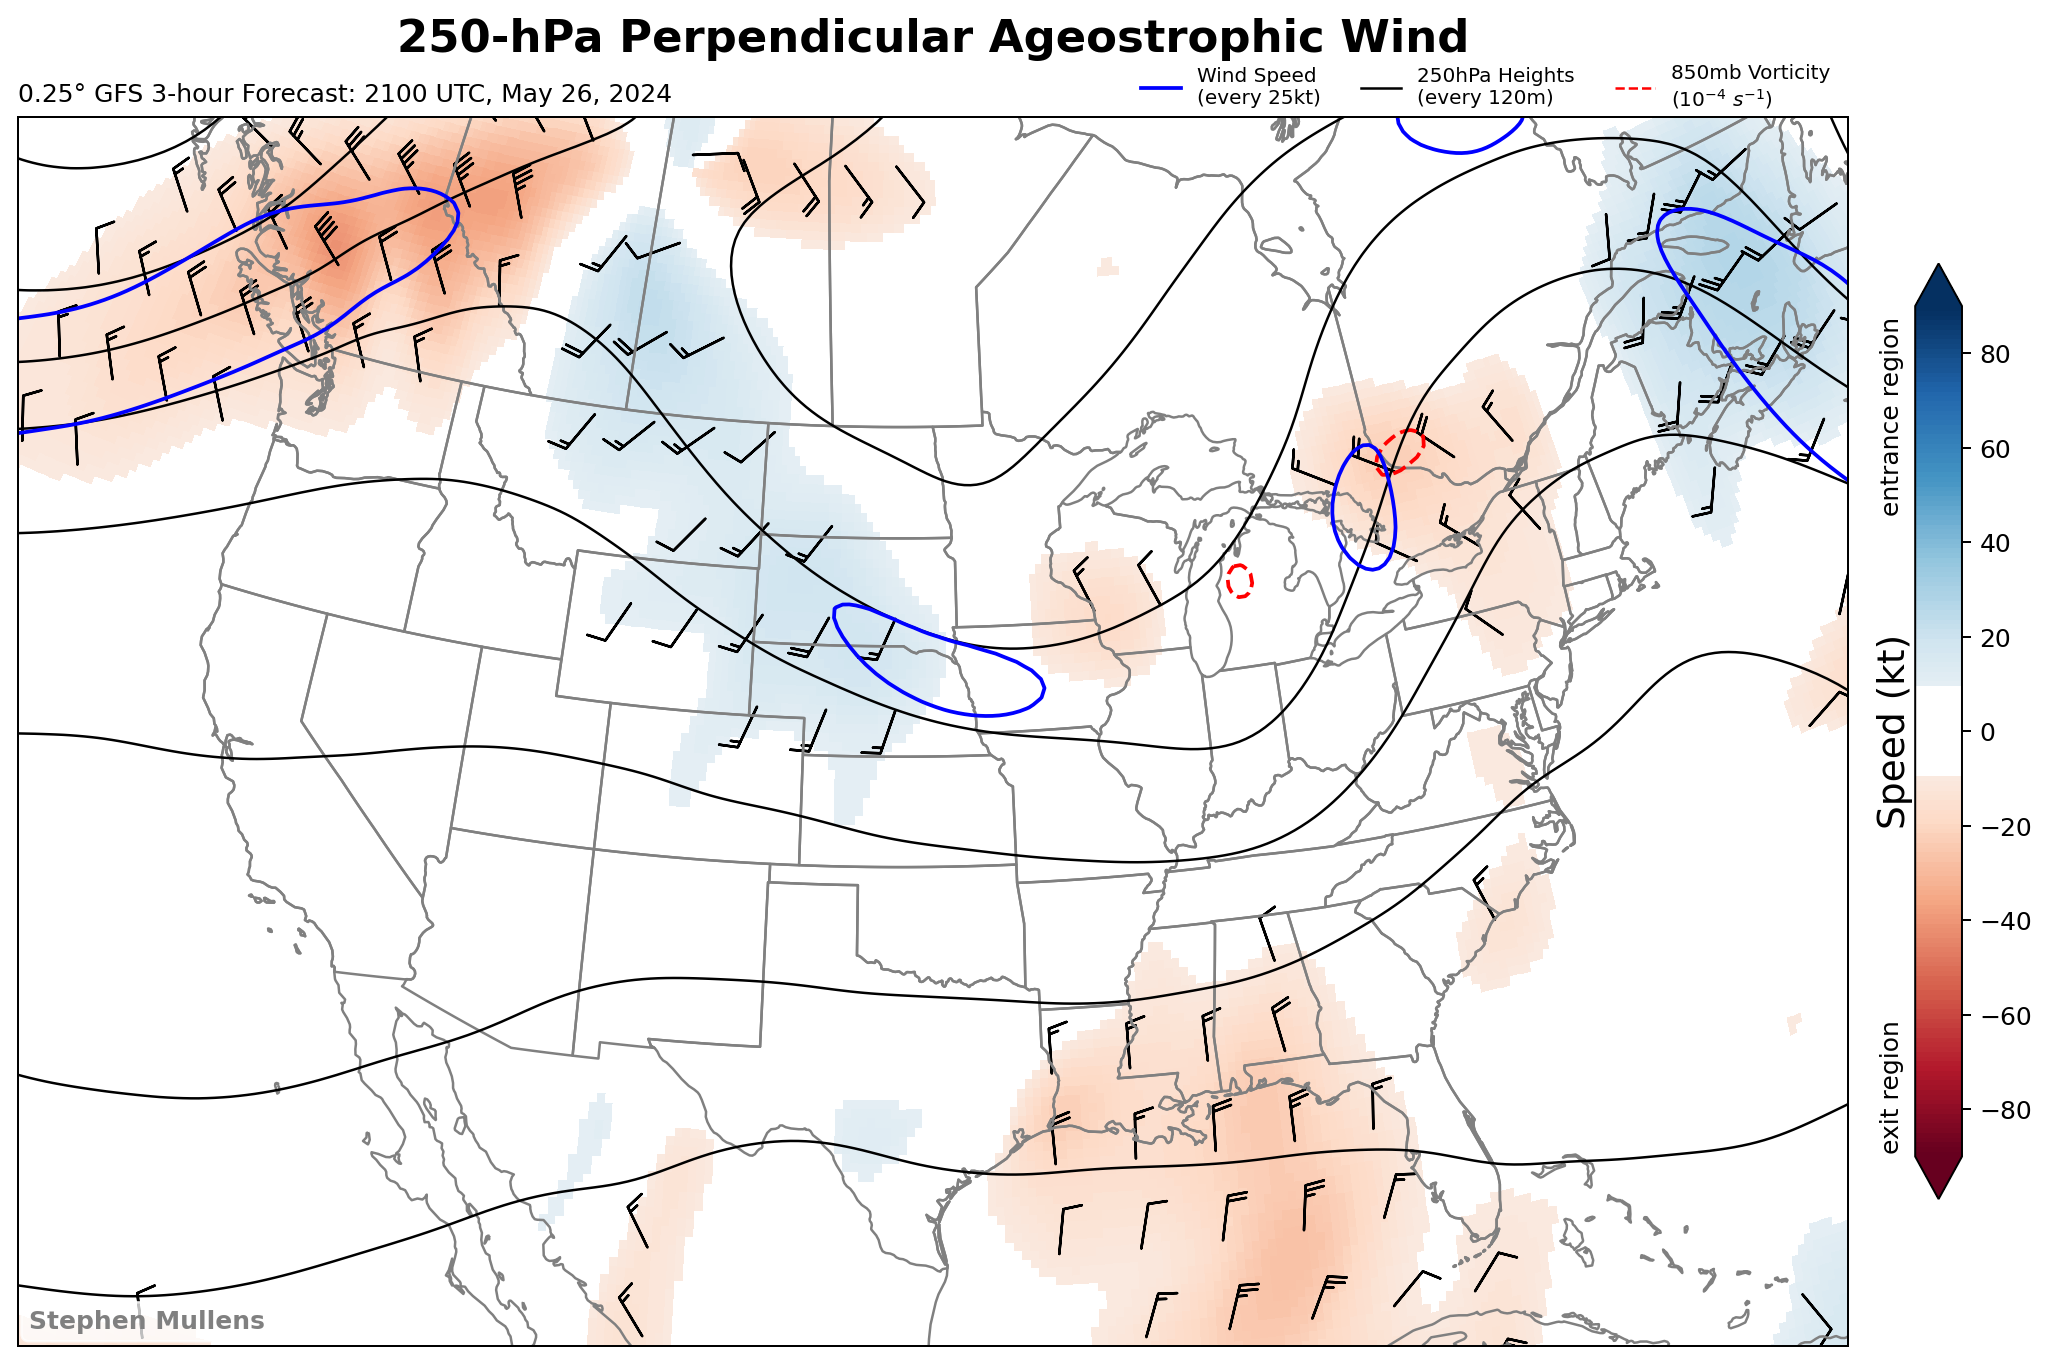 250-hPa Perpendicular Ageostrophic Wind
0.25° GFS 3-hour Forecast: 2100 UTC, May 26, 2024
Wind Speed
(every 25kt)
250hPa Heights
(every 120m)
850mb Vorticity
(10⁻⁴ s⁻¹)
entrance region
Speed (kt)
exit region
80
60
40
20
0
−20
−40
−60
−80
Stephen Mullens